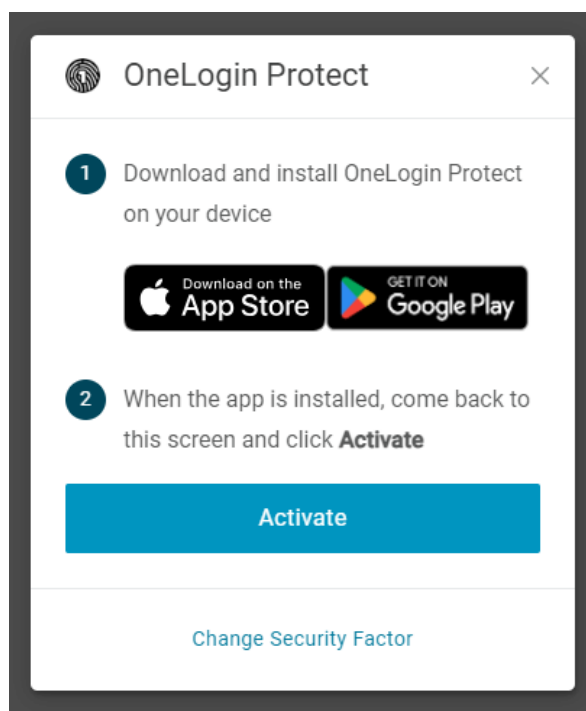 OneLogin Protect
1
Download and install OneLogin Protect
on your device
Download on the
App Store
GET IT ON
Google Play
2
When the app is installed, come back to
this screen and click Activate
Activate
Change Security Factor